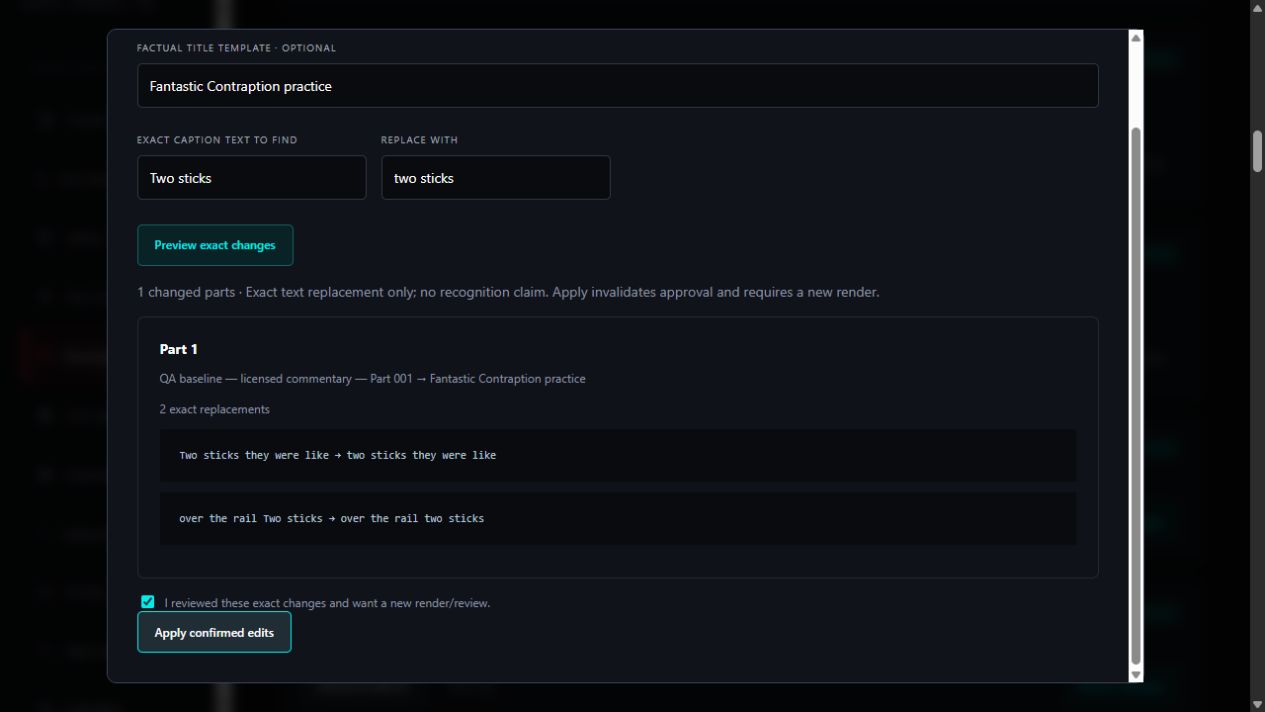 FACTUAL TITLE TEMPLATE · OPTIONAL
Fantastic Contraption practice
EXACT CAPTION TEXT TO FIND
REPLACE WITH
Two sticks
two sticks
Preview exact changes
1 changed parts · Exact text replacement only; no recognition claim. Apply invalidates approval and requires a new render.
Part 1
QA baseline — licensed commentary — Part 001 → Fantastic Contraption practice
2 exact replacements
Two sticks they were like → two sticks they were like
over the rail Two sticks → over the rail two sticks
I reviewed these exact changes and want a new render/review.
Apply confirmed edits